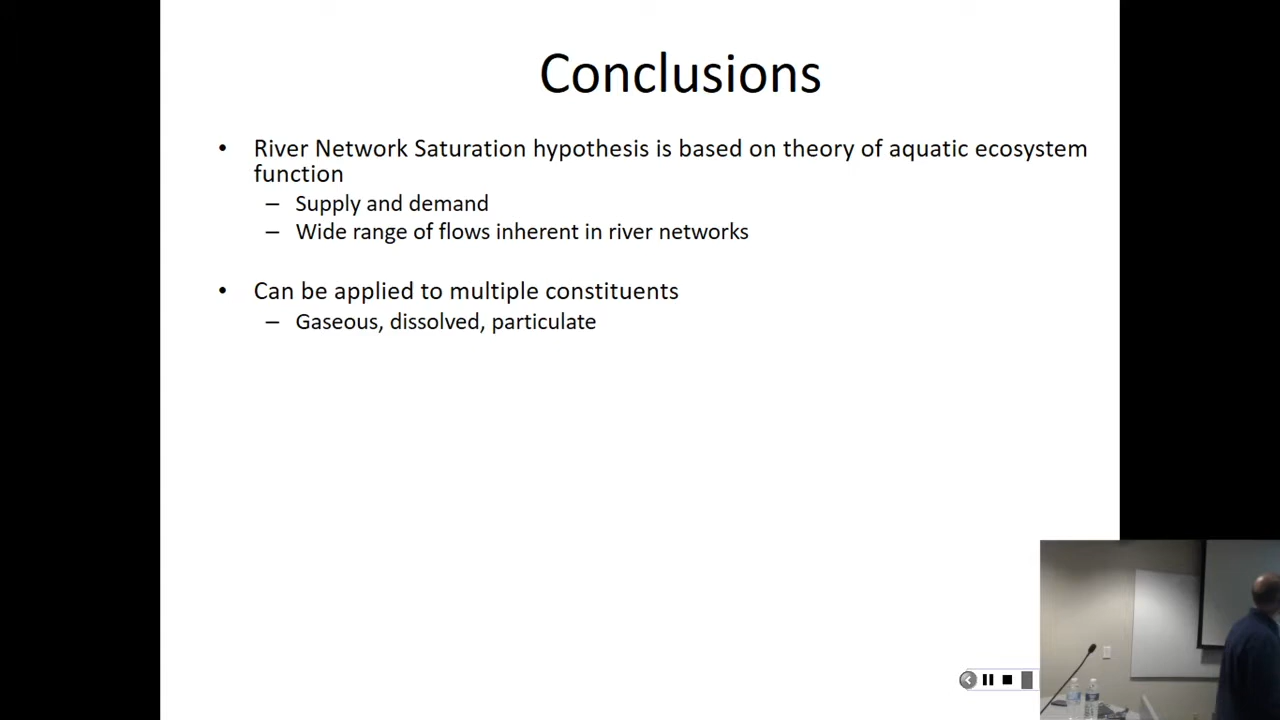 Conclusions
• River Network Saturation hypothesis is based on theory of aquatic ecosystem
function
– Supply and demand
– Wide range of flows inherent in river networks
• Can be applied to multiple constituents
– Gaseous, dissolved, particulate